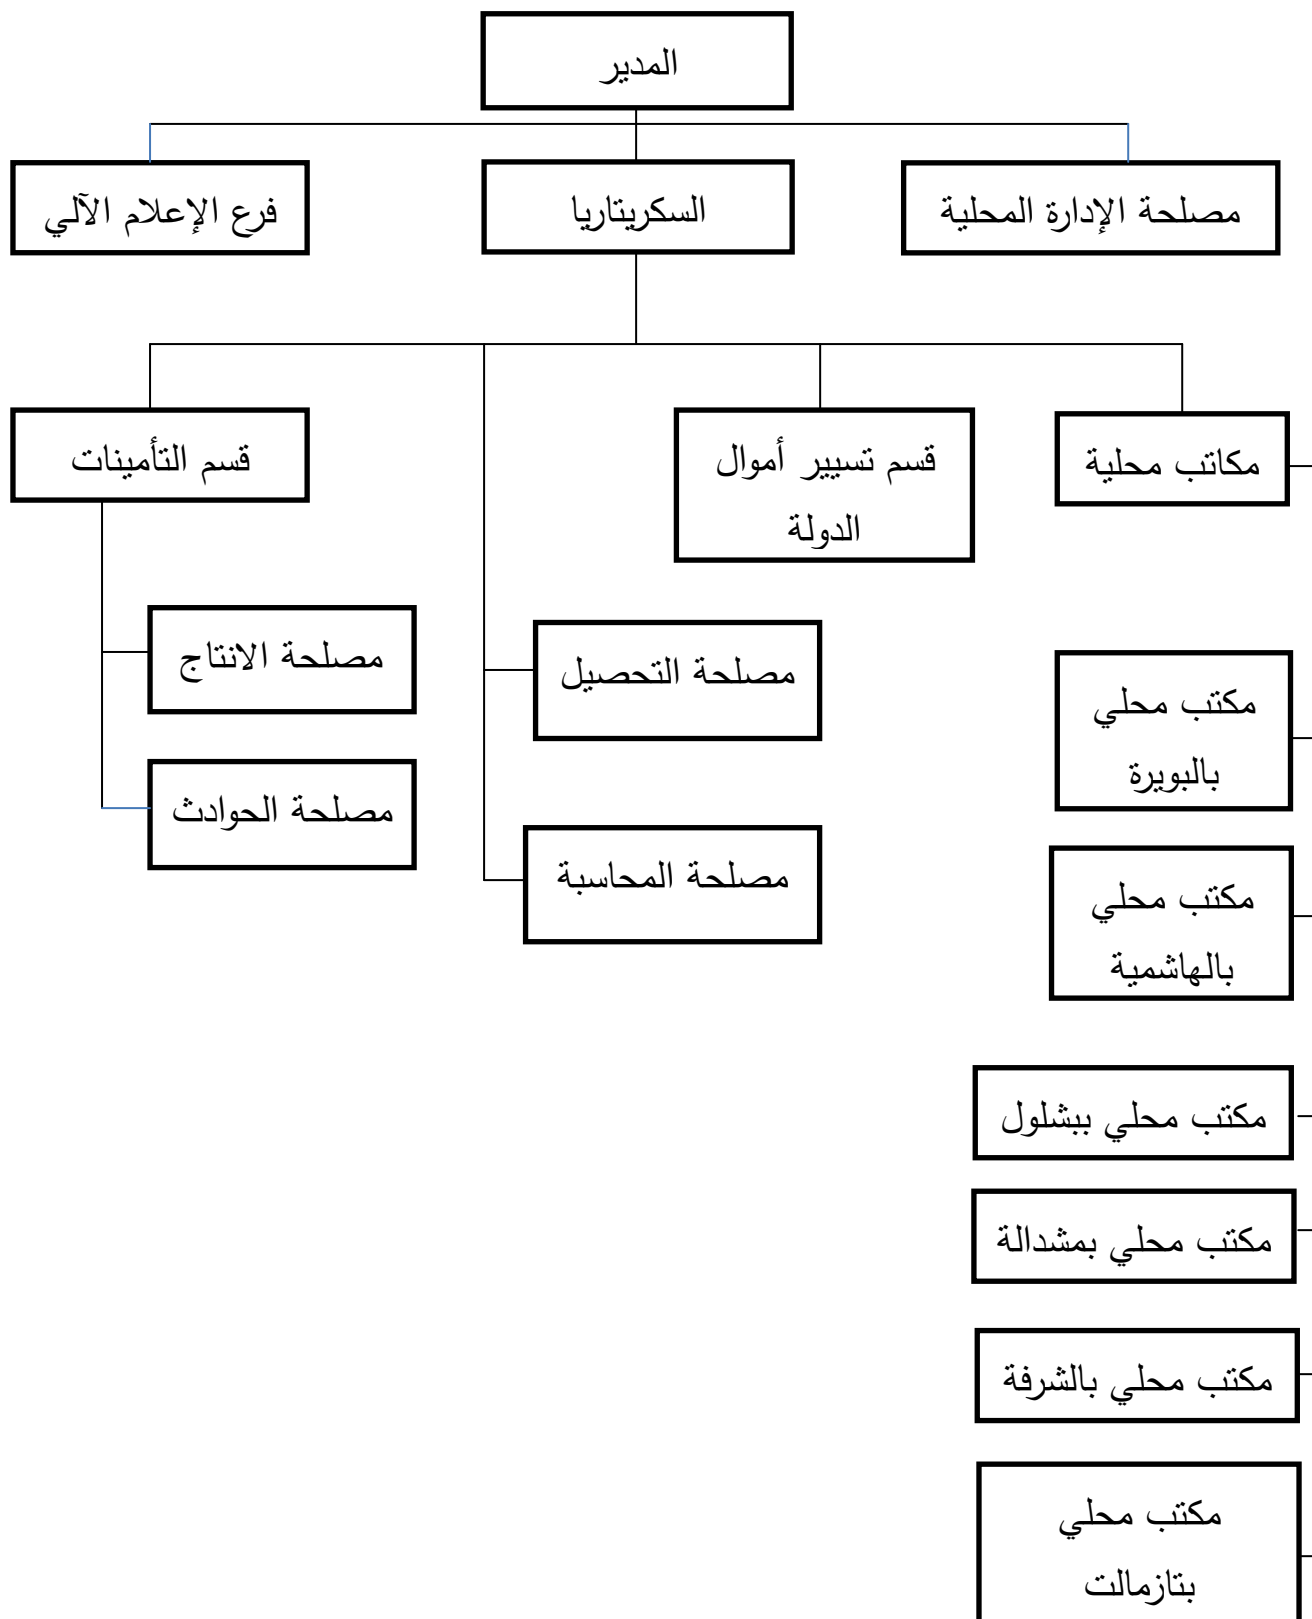 المدير
مصلحة الإدارة المحلية
السكريتاريا
فرع الإعلام الآلي
مكاتب محلية
قسم تسيير أموال
الدولة
قسم التأمينات
مصلحة التحصيل
مصلحة الانتاج
مكتب محلي
بالبويرة
مصلحة المحاسبة
مصلحة الحوادث
مكتب محلي
بالهاشمية
مكتب محلي ببشلول
مكتب محلي بمشدالة
مكتب محلي بالشرفة
مكتب محلي
بتازمالت